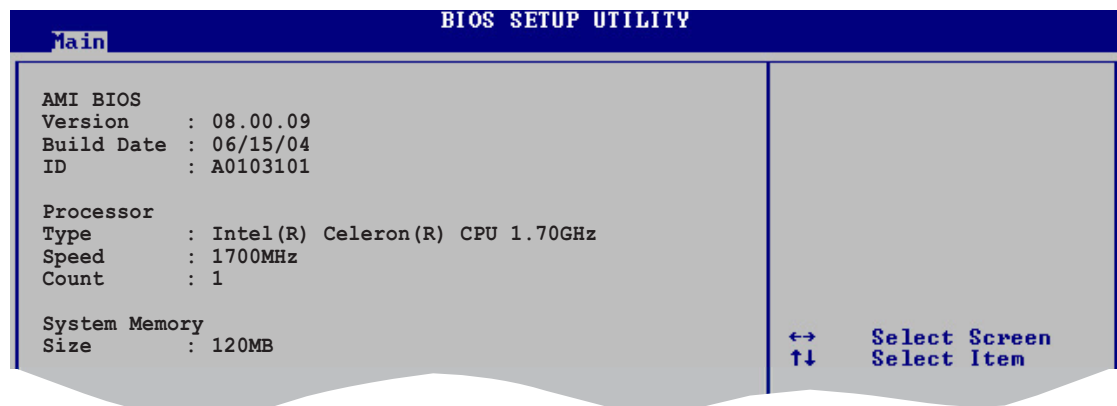 BIOS SETUP UTILITY
Main
AMI BIOS
Version : 08.00.09
Build Date : 06/15/04
ID : A0103101
Processor
Type : Intel(R) Celeron(R) CPU 1.70GHz
Speed : 1700MHz
Count : 1
System Memory
Size : 120MB
←→ Select Screen
↑↓ Select Item